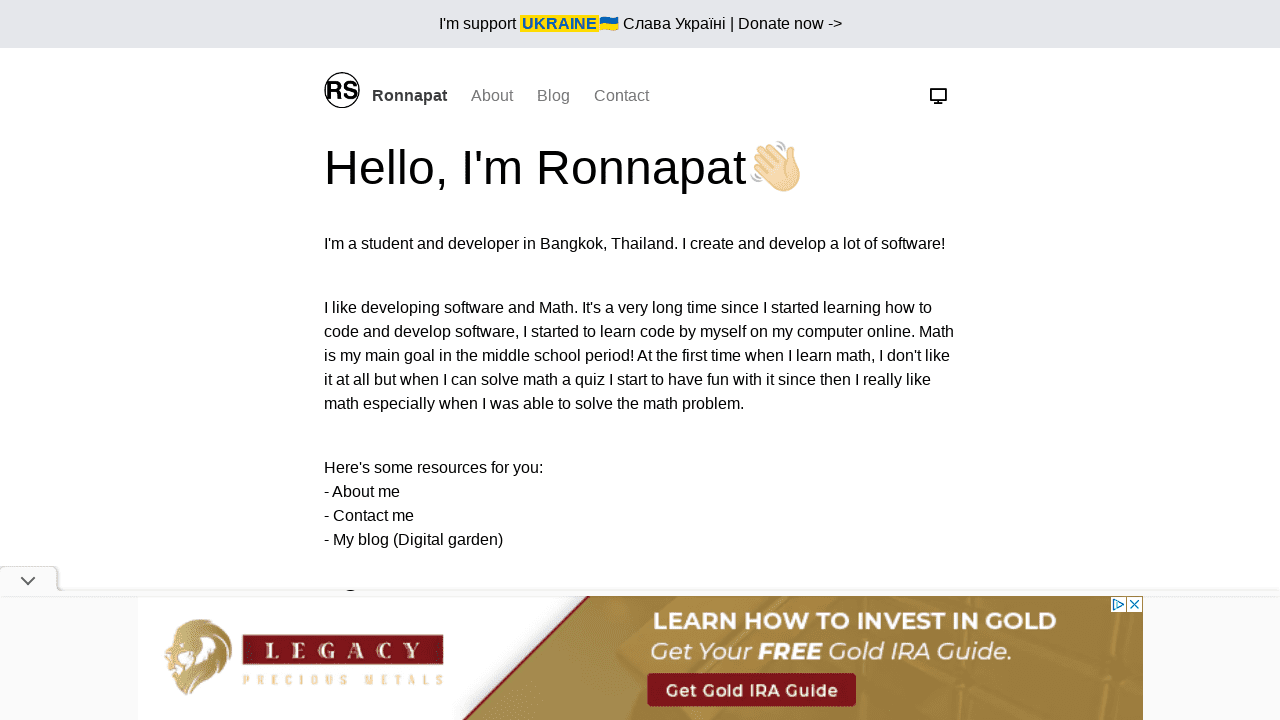 I'm support UKRAINE🇺🇦 Слава Україні | Donate now ->
RS Ronnapat About Blog Contact
Hello, I'm Ronnapat👋🏻
I'm a student and developer in Bangkok, Thailand. I create and develop a lot of software!
I like developing software and Math. It's a very long time since I started learning how to
code and develop software, I started to learn code by myself on my computer online. Math
is my main goal in the middle school period! At the first time when I learn math, I don't like
it at all but when I can solve math a quiz I start to have fun with it since then I really like
math especially when I was able to solve the math problem.
Here's some resources for you:
- About me
- Contact me
- My blog (Digital garden)
LEGACY
PRECIOUS METALS
LEARN HOW TO INVEST IN GOLD
Get Your FREE Gold IRA Guide.
Get Gold IRA Guide